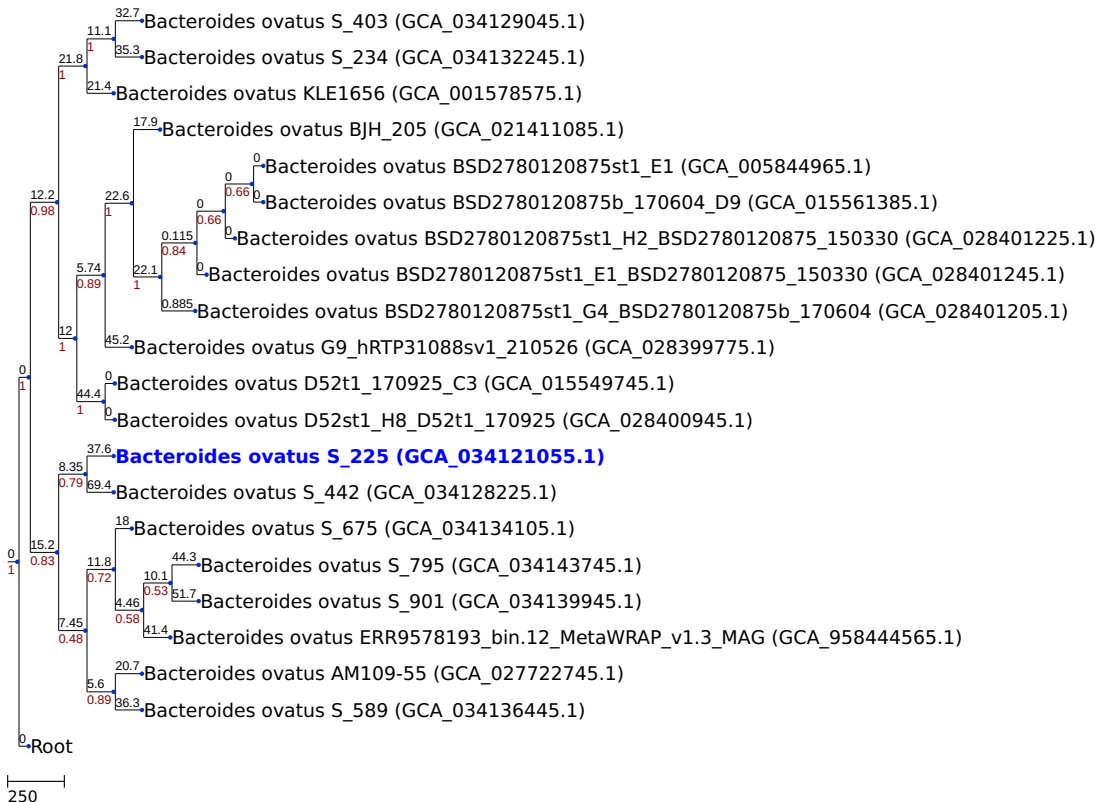 32.7
Bacteroides ovatus S_403 (GCA_034129045.1)
11.1
1
35.3
Bacteroides ovatus S_234 (GCA_034132245.1)
21.8
1
21.4
Bacteroides ovatus KLE1656 (GCA_001578575.1)
17.9
Bacteroides ovatus BJH_205 (GCA_021411085.1)
0
Bacteroides ovatus BSD2780120875st1_E1 (GCA_005844965.1)
0
0.66
0
Bacteroides ovatus BSD2780120875b_170604_D9 (GCA_015561385.1)
12.2
0.98
22.6
1
0
0.66
0
Bacteroides ovatus BSD2780120875st1_H2_BSD2780120875_150330 (GCA_028401225.1)
0.115
0.84
0
Bacteroides ovatus BSD2780120875st1_E1_BSD2780120875_150330 (GCA_028401245.1)
5.74
0.89
22.1
1
0.885
Bacteroides ovatus BSD2780120875st1_G4_BSD2780120875b_170604 (GCA_028401205.1)
12
1
45.2
Bacteroides ovatus G9_hRTP31088sv1_210526 (GCA_028399775.1)
0
1
0
Bacteroides ovatus D52t1_170925_C3 (GCA_015549745.1)
44.4
1
0
Bacteroides ovatus D52st1_H8_D52t1_170925 (GCA_028400945.1)
37.6
Bacteroides ovatus S_225 (GCA_034121055.1)
8.35
0.79
69.4
Bacteroides ovatus S_442 (GCA_034128225.1)
18
Bacteroides ovatus S_675 (GCA_034134105.1)
0
1
15.2
0.83
11.8
0.72
44.3
Bacteroides ovatus S_795 (GCA_034143745.1)
10.1
0.53
51.7
Bacteroides ovatus S_901 (GCA_034139945.1)
4.46
0.58
7.45
0.48
41.4
Bacteroides ovatus ERR9578193_bin.12_MetaWRAP_v1.3_MAG (GCA_958444565.1)
20.7
Bacteroides ovatus AM109-55 (GCA_027722745.1)
5.6
0.89
36.3
Bacteroides ovatus S_589 (GCA_034136445.1)
0
Root
250